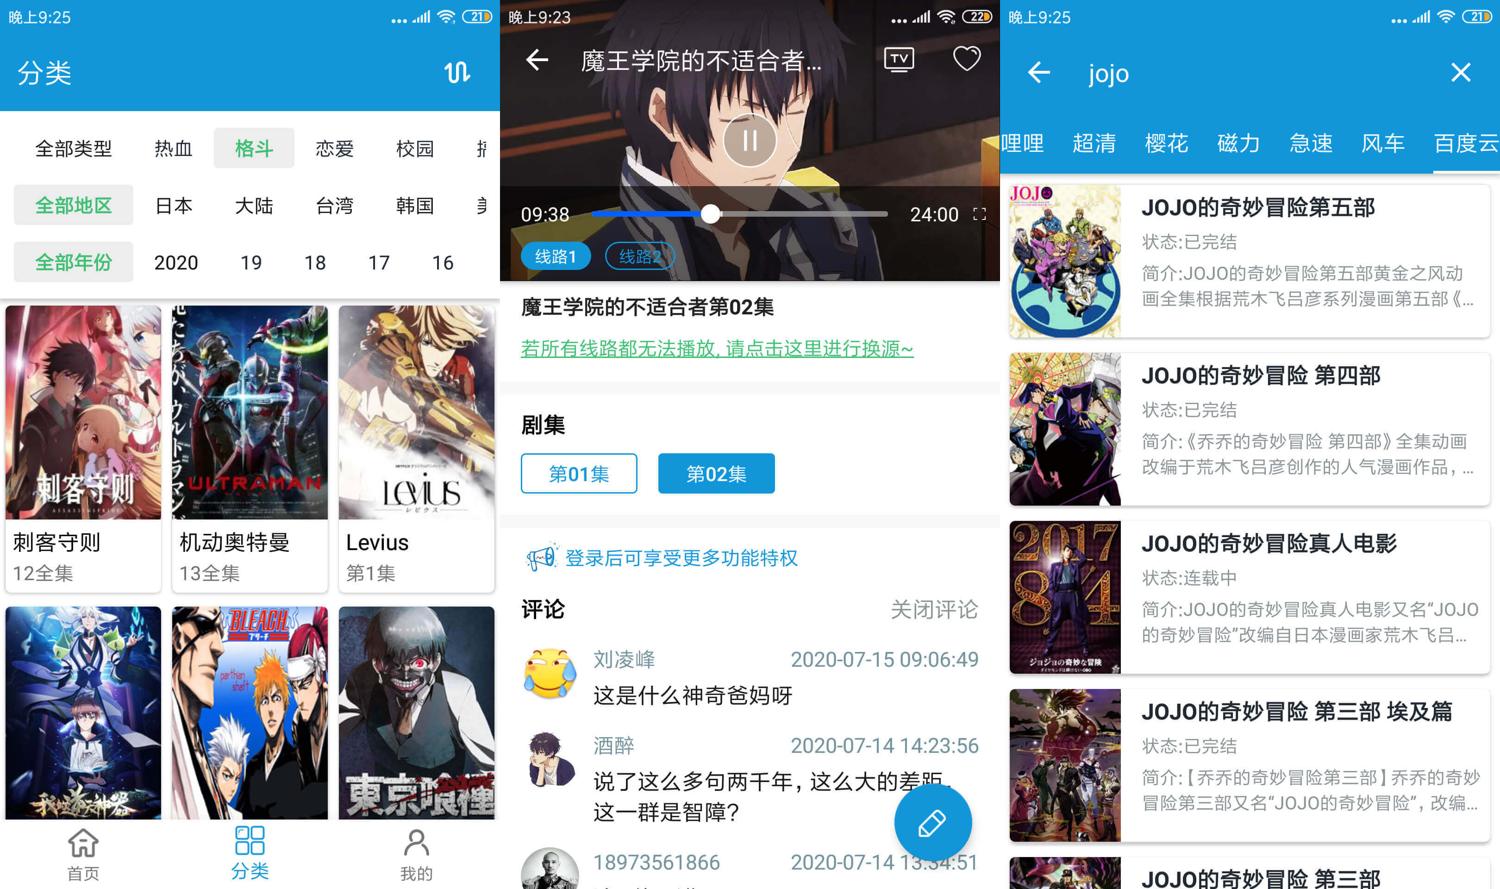 晚上9:25
21
分类
全部类型 热血 格斗 恋爱 校园
全部地区 日本 大陆 台湾 韩国
全部年份 2020 19 18 17 16
刺客守则
ULTRAMAN
LEVIUS
レビウス
刺客守则
12全集
机动奥特曼
13全集
Levius
第1集
BLEACH
ブリーチ
東京喰種
首页
分类
我的
晚上9:23
22
魔王学院的不适合者...
TV
09:38
24:00
线路1 线路2
魔王学院的不适合者第02集
若所有线路都无法播放, 请点击这里进行换源~
剧集
第01集 第02集
登录后可享受更多功能特权
评论 关闭评论
刘凌峰 2020-07-15 09:06:49
这是什么神奇爸妈呀
酒醉 2020-07-14 14:23:56
说了这么多句两千年，这么大的差距，
这一群是智障?
18973561866 2020-07-14 13:34:51
晚上9:25
21
jojo
哩哩 超清 樱花 磁力 急速 风车 百度云
JOJO
JOJO的奇妙冒险第五部
状态:已完结
简介:JOJO的奇妙冒险第五部黄金之风动
画全集根据荒木飞吕彦系列漫画第五部《...
JOJO的奇妙冒险 第四部
状态:已完结
简介:《乔乔的奇妙冒险 第四部》全集动画
改编于荒木飞吕彦创作的人气漫画作品，...
2017
8 4
ジョジョの奇妙な冒険
JOJO的奇妙冒险真人电影
状态:连载中
简介:JOJO的奇妙冒险真人电影又名“JOJO
的奇妙冒险”改编自日本漫画家荒木飞吕...
JOJO的奇妙冒险 第三部 埃及篇
状态:已完结
简介:【乔乔的奇妙冒险第三部】乔乔的奇妙
冒险第三部又名“JOJO的奇妙冒险”，改编...
JOJO的奇妙冒险 第三部